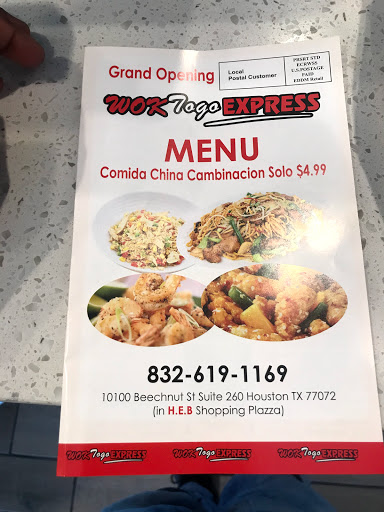 Grand Opening
Local
Postal Customer
PRSRT STD
ECRWSS
U.S.POSTAGE
PAID
EDDM Retail
WOK Togo EXPRESS
MENU
Comida China Cambinacion Solo $4.99
832-619-1169
10100 Beechnut St Suite 260 Houston TX 77072
(in H.E.B Shopping Plazza)
WOK Togo EXPRESS WOK Togo EXPRESS WOK Togo EXPRESS